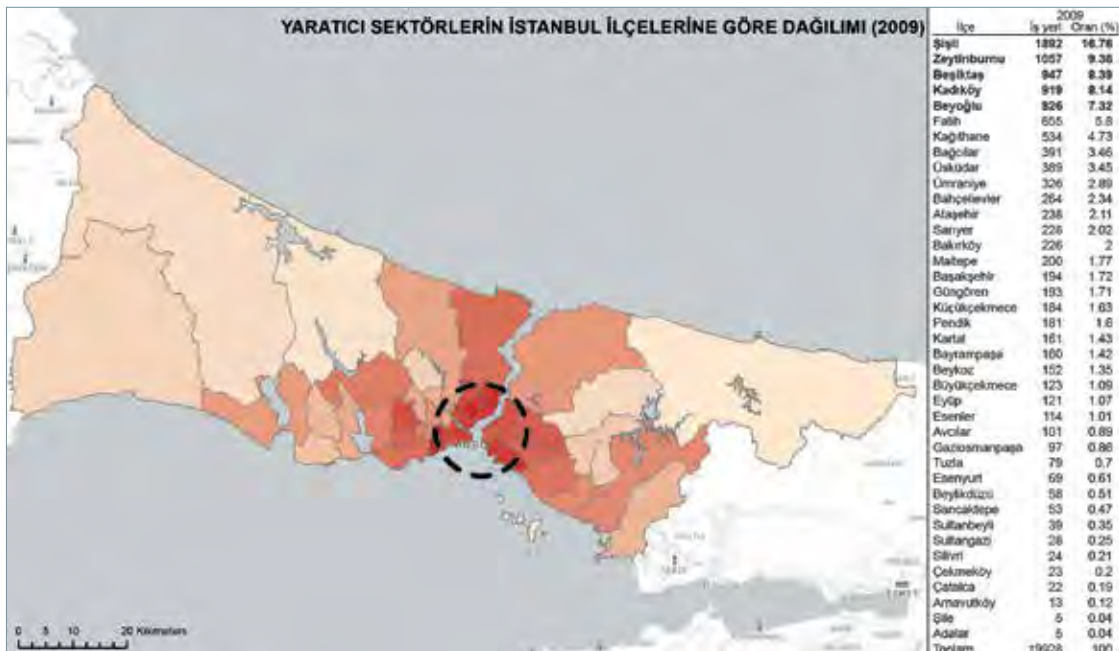 YARATICI SEKTÖRLERİN İSTANBUL İLÇELERİNE GÖRE DAĞILIMI (2009)
2009
İlçe İş yeri Oran (%)
Şişli 1892 16.76
Zeytinburnu 1057 9.36
Beşiktaş 947 8.39
Kadıköy 919 8.14
Beyoğlu 826 7.32
Fatih 655 5.8
Kağıthane 534 4.73
Bağcılar 391 3.46
Üsküdar 389 3.45
Ümraniye 326 2.89
Bahçelievler 264 2.34
Ataşehir 238 2.11
Sarıyer 228 2.02
Bakırköy 226 2
Maltepe 200 1.77
Başakşehir 194 1.72
Güngören 193 1.71
Küçükçekmece 184 1.63
Pendik 181 1.6
Kartal 161 1.43
Bayrampaşa 160 1.42
Beykoz 152 1.35
Büyükçekmece 123 1.09
Eyüp 121 1.07
Esenler 114 1.01
Avcılar 101 0.89
Gaziosmanpaşa 97 0.86
Tuzla 79 0.7
Esenyurt 69 0.61
Beylikdüzü 58 0.51
Sancaktepe 53 0.47
Sultanbeyli 39 0.35
Sultangazi 28 0.25
Silivri 24 0.21
Çekmeköy 23 0.2
Çatalca 22 0.19
Arnavutköy 13 0.12
Şile 5 0.04
Adalar 5 0.04
Toplam 100
0 5 10 20 Kilometers